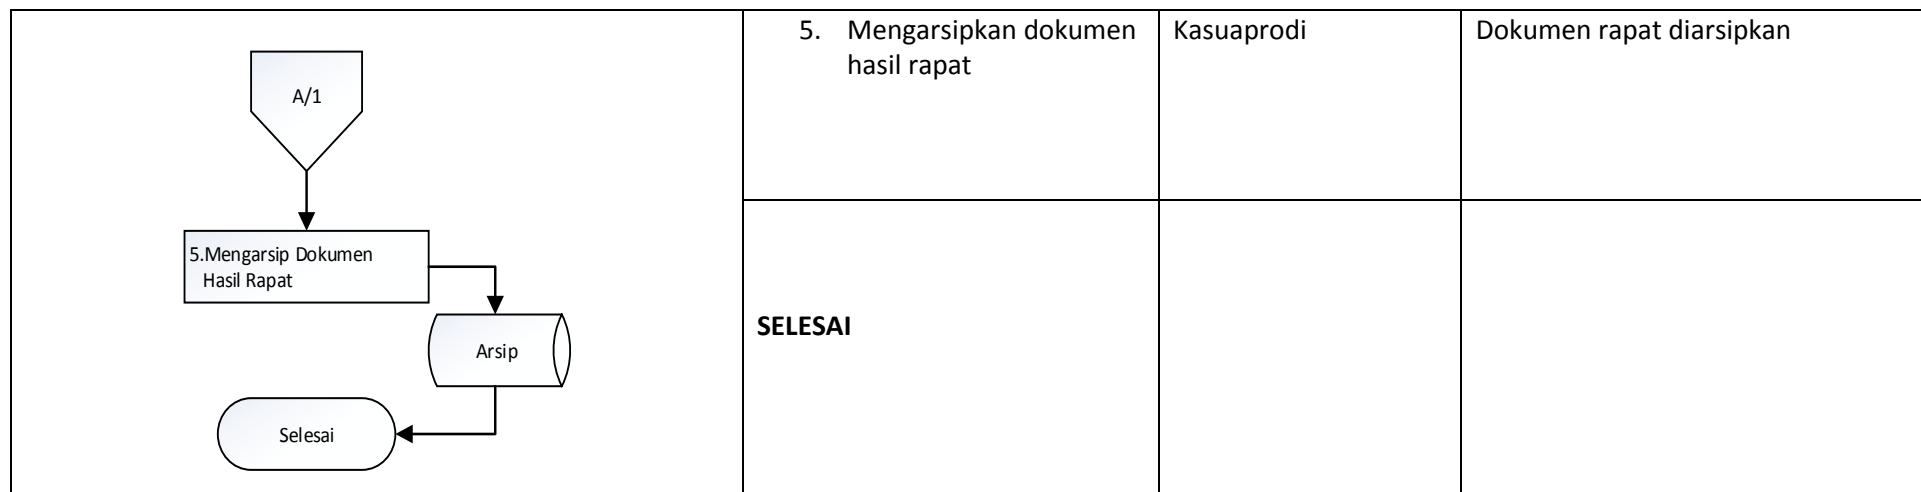 A/1
5.Mengarsip Dokumen
Hasil Rapat
Arsip
Selesai
5. Mengarsipkan dokumen
hasil rapat
Kasuaprodi
Dokumen rapat diarsipkan
SELESAI